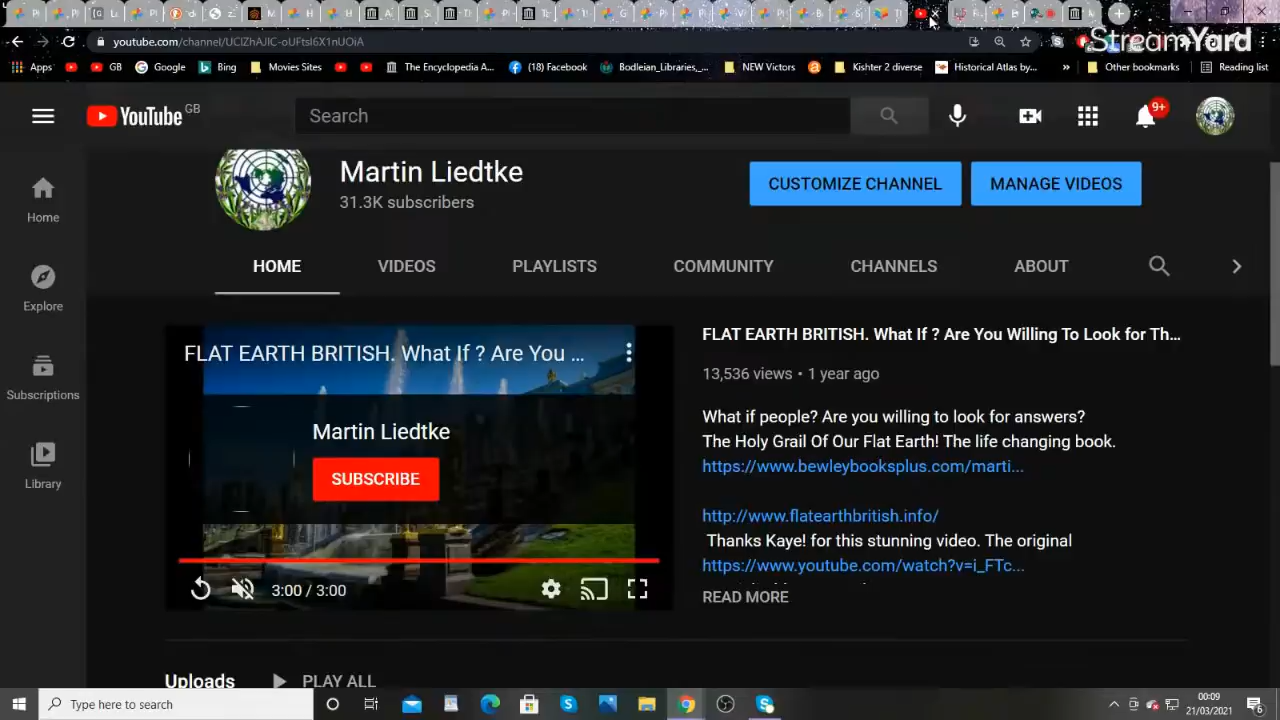 StreamYard
youtube.com/channel/UCIZhAJIC-oUFtsl6X1nUOiA
Apps
GB
Google
Bing
Movies Sites
The Encyclopedia A...
(18) Facebook
Bodleian_Libraries,_...
NEW Victors
Kishter 2 diverse
Historical Atlas by...
»
Other bookmarks
Reading list
YouTube GB
Search
9+
Home
Explore
Subscriptions
Library
Martin Liedtke
31.3K subscribers
CUSTOMIZE CHANNEL
MANAGE VIDEOS
HOME
VIDEOS
PLAYLISTS
COMMUNITY
CHANNELS
ABOUT
FLAT EARTH BRITISH. What If ? Are You ...
Martin Liedtke
SUBSCRIBE
3:00 / 3:00
FLAT EARTH BRITISH. What If ? Are You Willing To Look for Th...
13,536 views • 1 year ago
What if people? Are you willing to look for answers?
The Holy Grail Of Our Flat Earth! The life changing book.
https://www.bewleybooksplus.com/marti...
http://www.flatearthbritish.info/
Thanks Kaye! for this stunning video. The original
https://www.youtube.com/watch?v=i_FTc...
READ MORE
Uploads
PLAY ALL
Type here to search
00:09
21/03/2021
6